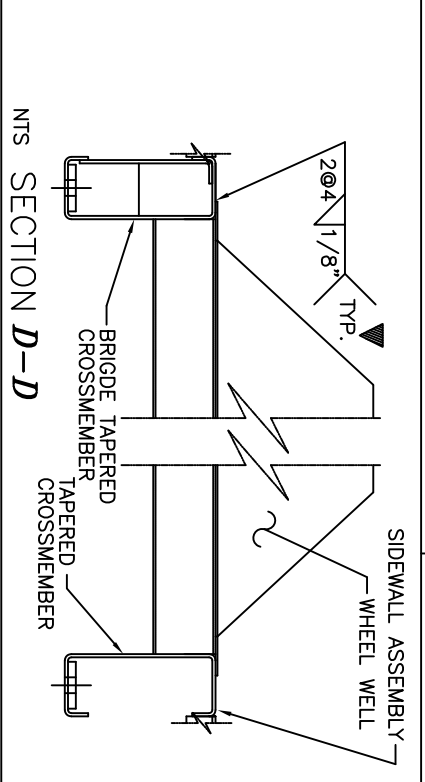 2@4 1/8" TYP.
SIDEWALL ASSEMBLY
WHEEL WELL
BRIGDE TAPERED
CROSSMEMBER
TAPERED
CROSSMEMBER
NTS SECTION D-D